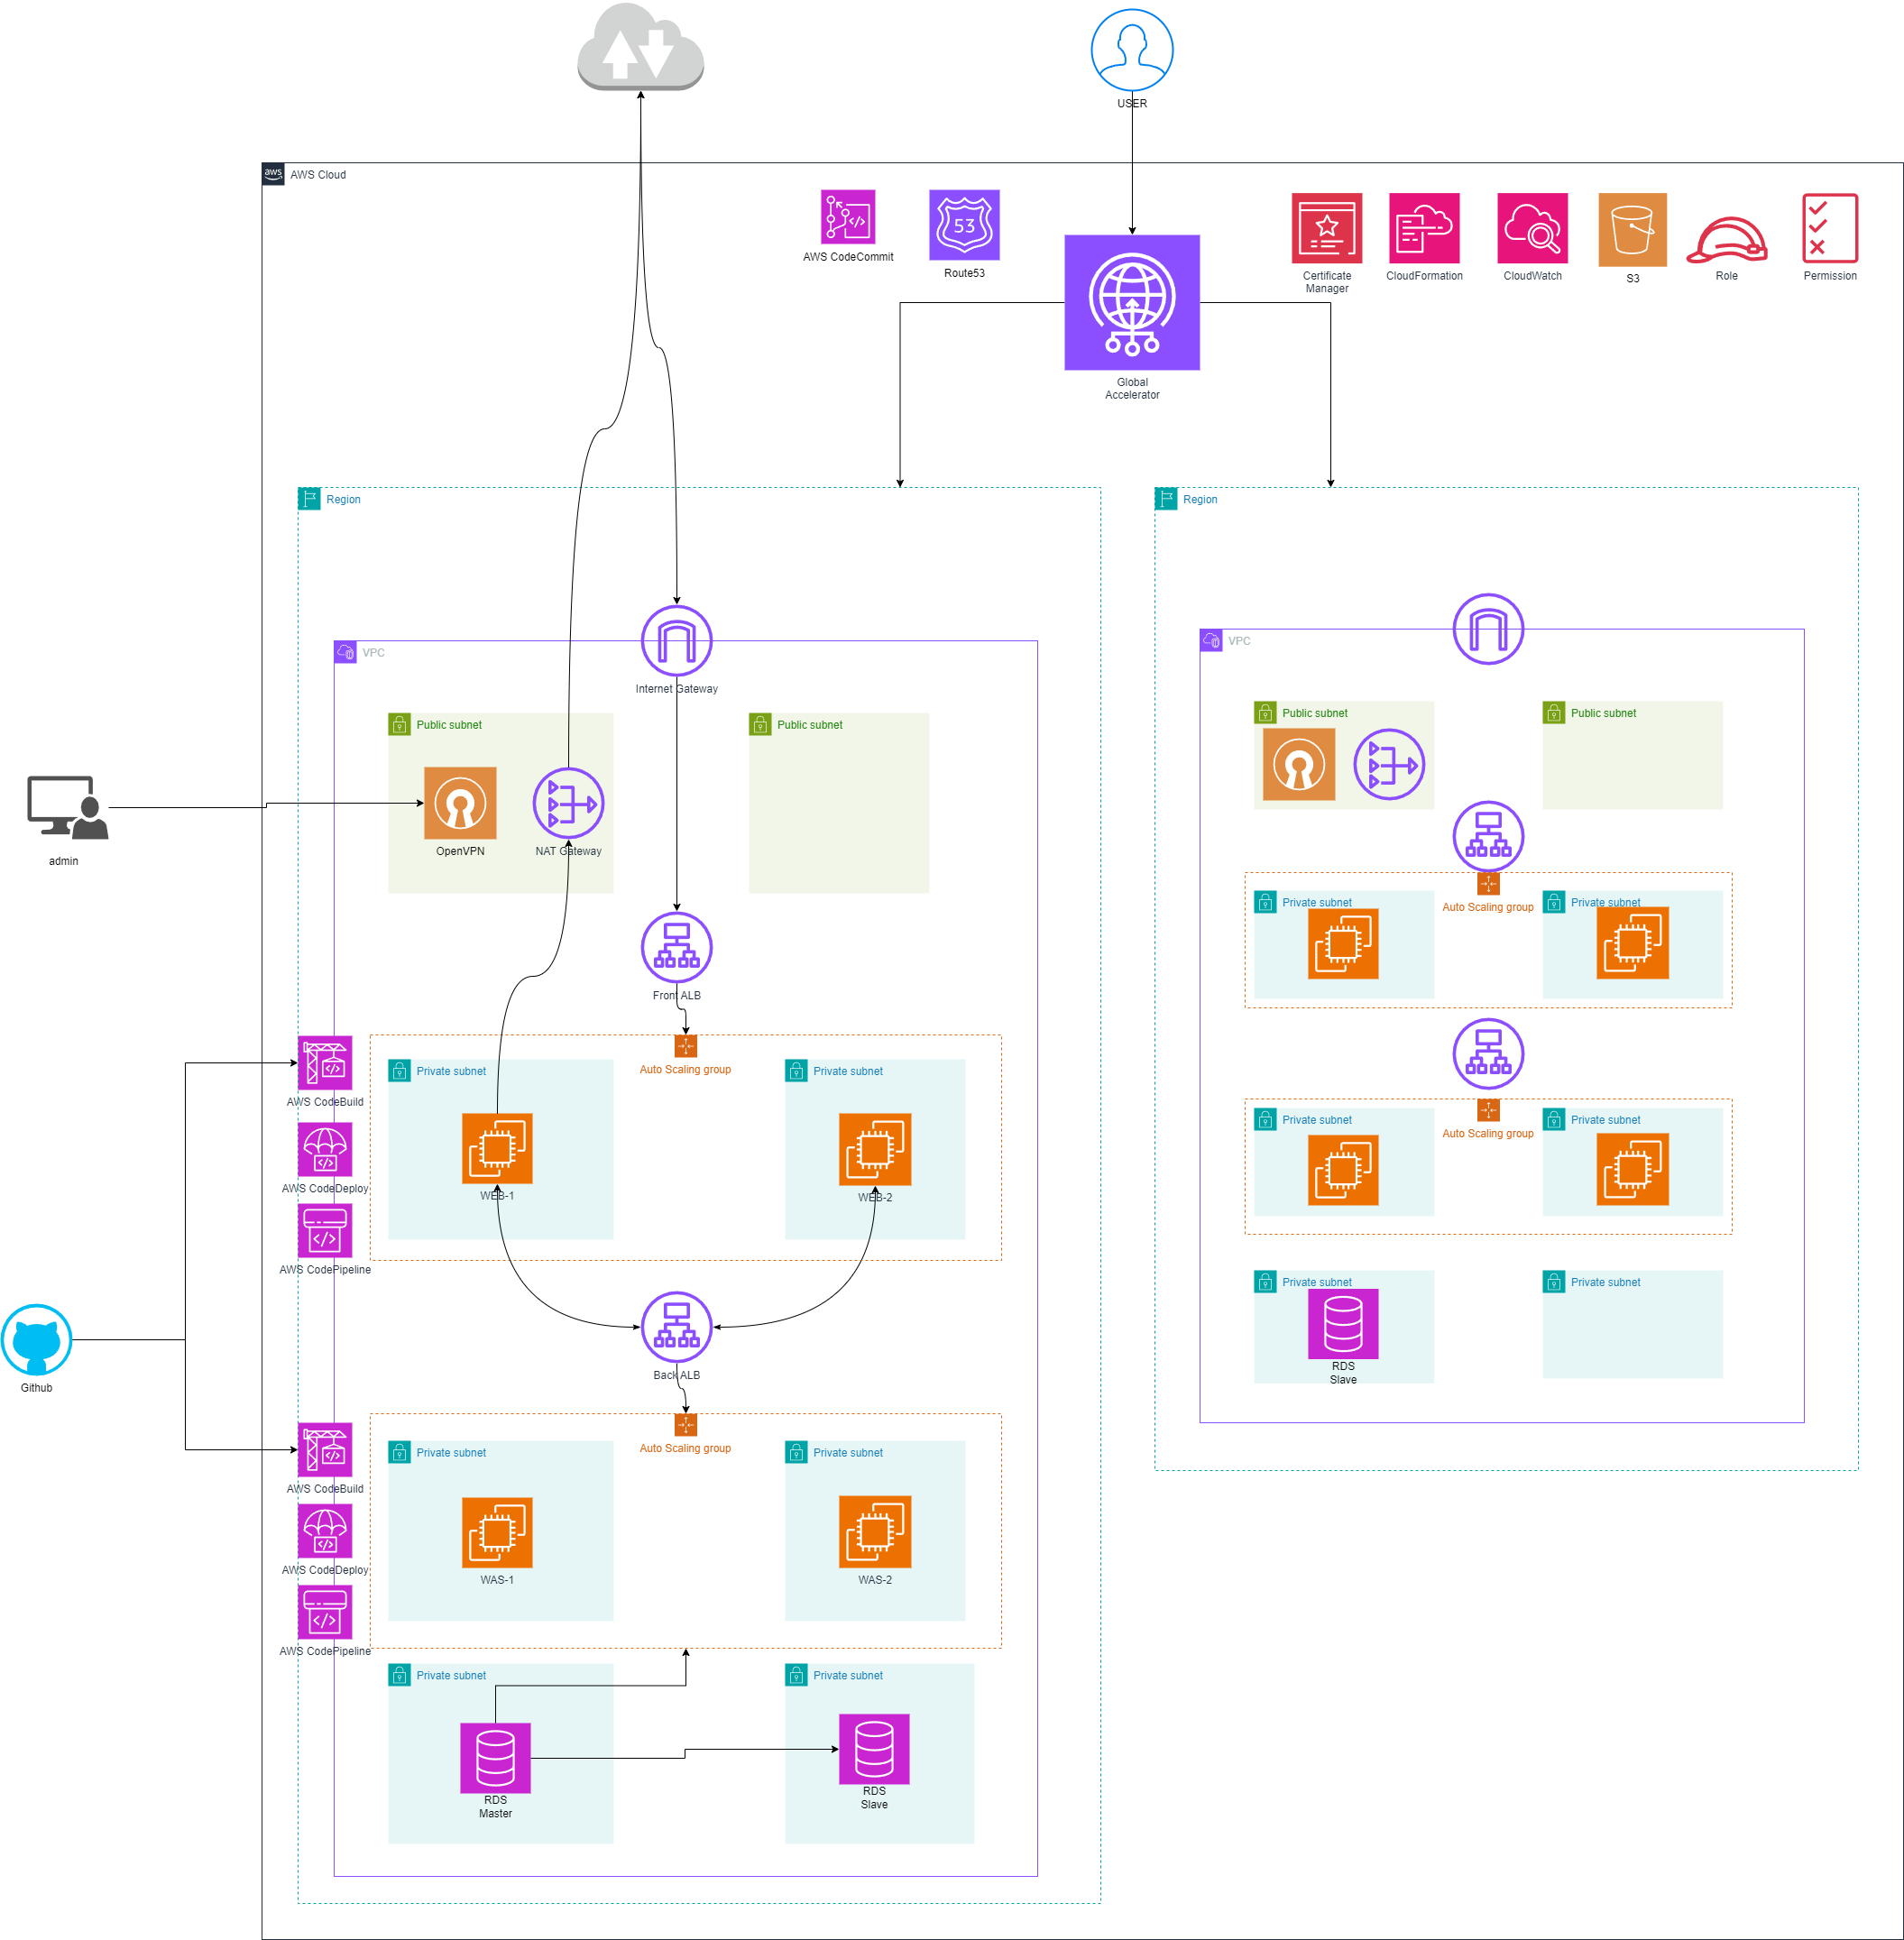 USER
aws
AWS Cloud
AWS CodeCommit
53
Route53
Certificate
Manager
CloudFormation
CloudWatch
S3
Role
Permission
Global
Accelerator
Region
Region
VPC
Internet Gateway
VPC
Public subnet
Public subnet
Public subnet
Public subnet
OpenVPN
NAT Gateway
admin
Front ALB
Private subnet
Auto Scaling group
Private subnet
Private subnet
Auto Scaling group
Private subnet
AWS CodeBuild
AWS CodeDeploy
AWS CodePipeline
WEB-1
WEB-2
Private subnet
Auto Scaling group
Private subnet
Private subnet
Private subnet
RDS
Slave
Github
Back ALB
Private subnet
Auto Scaling group
Private subnet
AWS CodeBuild
AWS CodeDeploy
AWS CodePipeline
WAS-1
WAS-2
Private subnet
Private subnet
RDS
Master
RDS
Slave